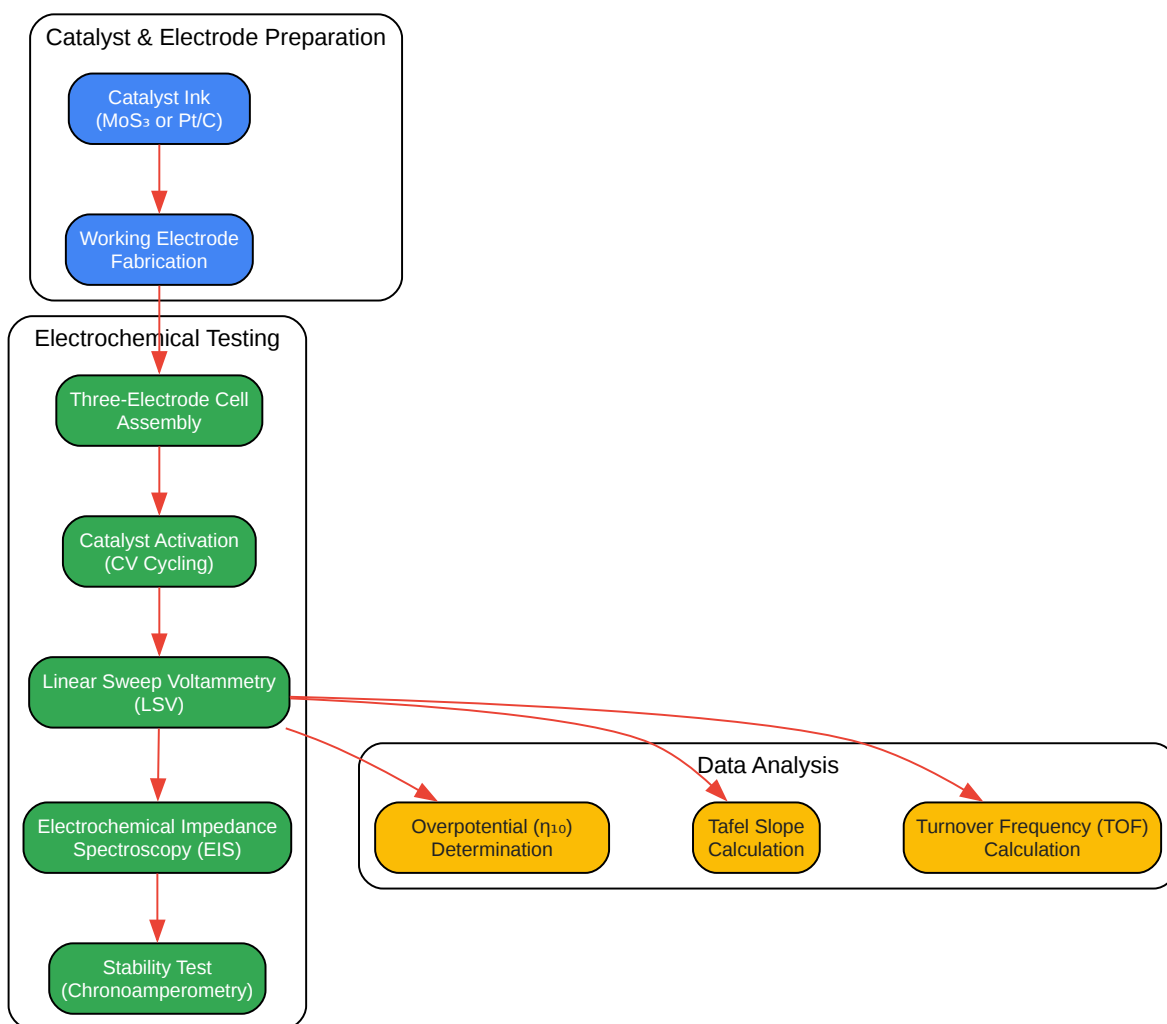 Catalyst & Electrode Preparation
Catalyst Ink
(MoS₃ or Pt/C)
Working Electrode
Fabrication
Electrochemical Testing
Three-Electrode Cell
Assembly
Catalyst Activation
(CV Cycling)
Linear Sweep Voltammetry
(LSV)
Electrochemical Impedance
Spectroscopy (EIS)
Stability Test
(Chronoamperometry)
Data Analysis
Overpotential (η₁₀)
Determination
Tafel Slope
Calculation
Turnover Frequency (TOF)
Calculation